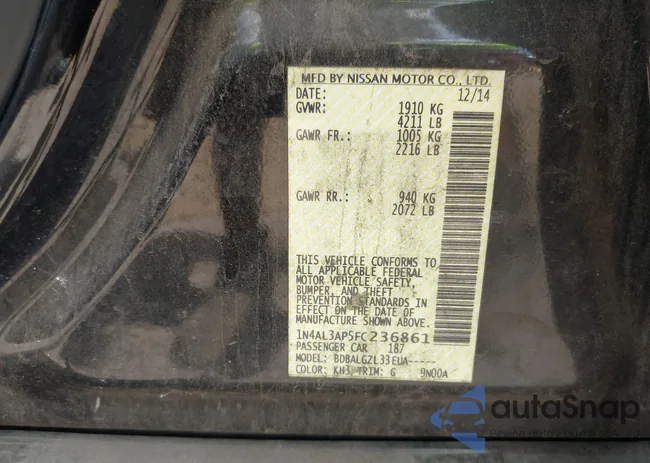 MFD BY NISSAN MOTOR CO., LTD.
DATE: 12/14
GVWR: 1910 KG
4211 LB
GAWR FR.: 1005 KG
2216 LB
GAWR RR.: 940 KG
2072 LB
THIS VEHICLE CONFORMS TO
ALL APPLICABLE FEDERAL
MOTOR VEHICLE SAFETY,
BUMPER, AND THEFT
PREVENTION STANDARDS IN
EFFECT ON THE DATE OF
MANUFACTURE SHOWN ABOVE.
1N4AL3AP5FC236861
PASSENGER CAR 187
MODEL: BDBALGZL33EUA-----
COLOR: KH3 TRIM: G 9N00A
autaSnap